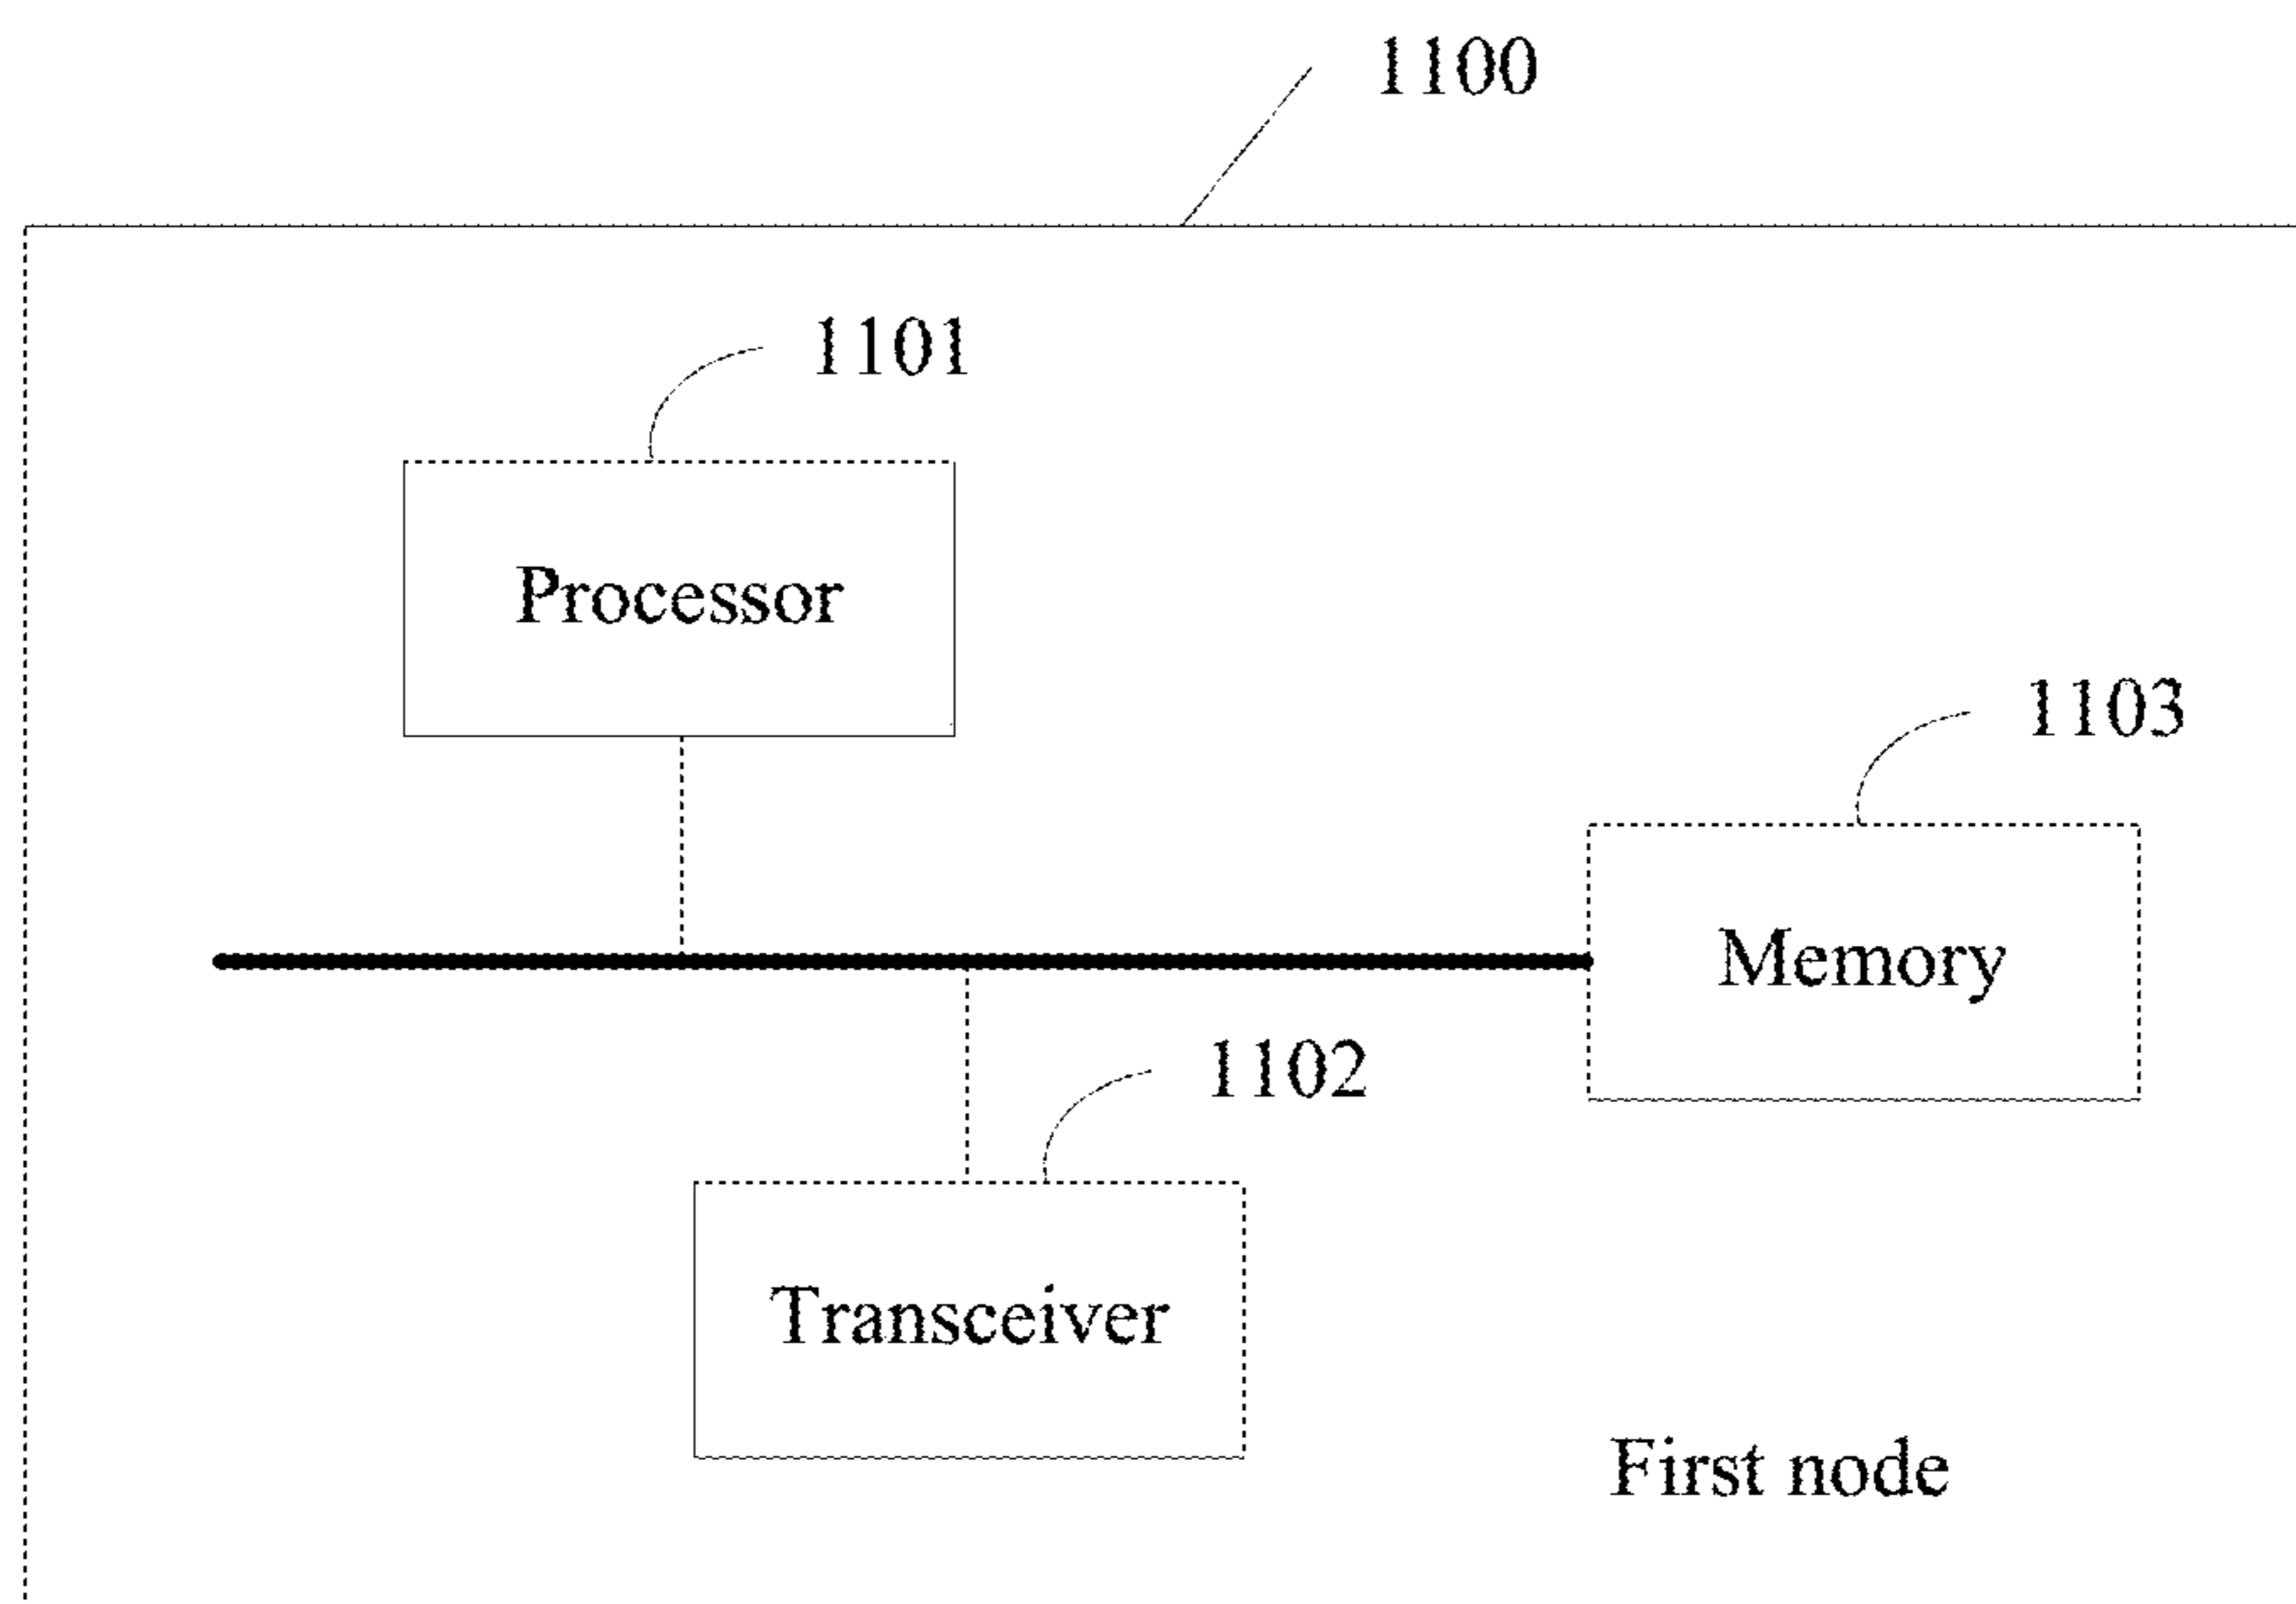 1100
1101
Processor
1103
Memory
1102
Transceiver
First node